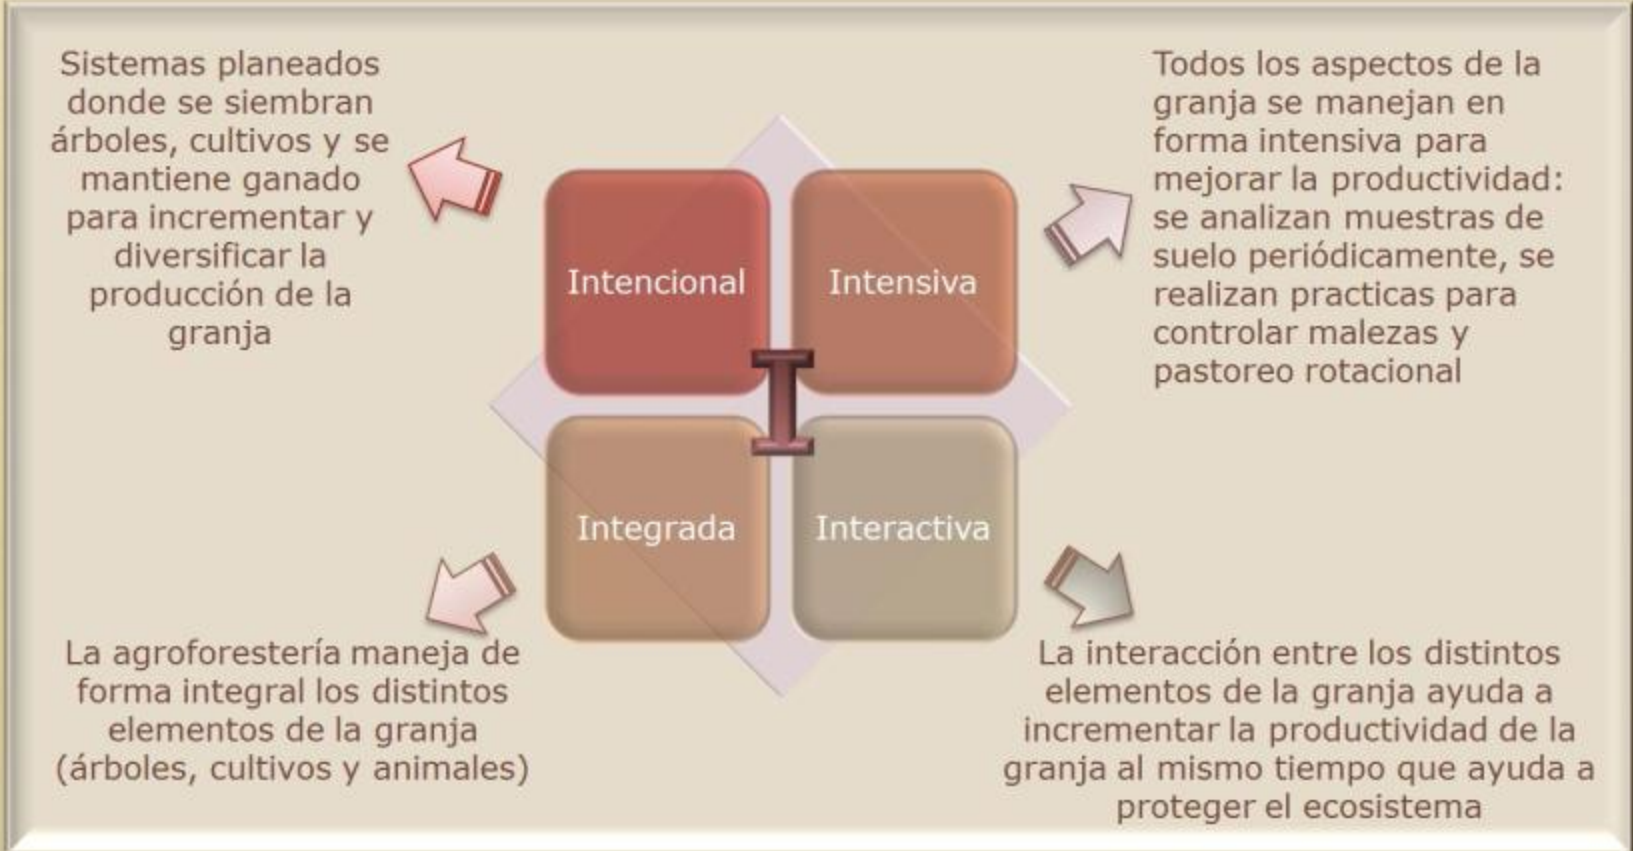 Sistemas planeados
donde se siembran
árboles, cultivos y se
mantiene ganado
para incrementar y
diversificar la
producción de la
granja
Todos los aspectos de la
granja se manejan en
forma intensiva para
mejorar la productividad:
se analizan muestras de
suelo periódicamente, se
realizan practicas para
controlar malezas y
pastoreo rotacional
Intencional
Intensiva
I
Integrada
Interactiva
La agroforestería maneja de
forma integral los distintos
elementos de la granja
(árboles, cultivos y animales)
La interacción entre los distintos
elementos de la granja ayuda a
incrementar la productividad de la
granja al mismo tiempo que ayuda a
proteger el ecosistema